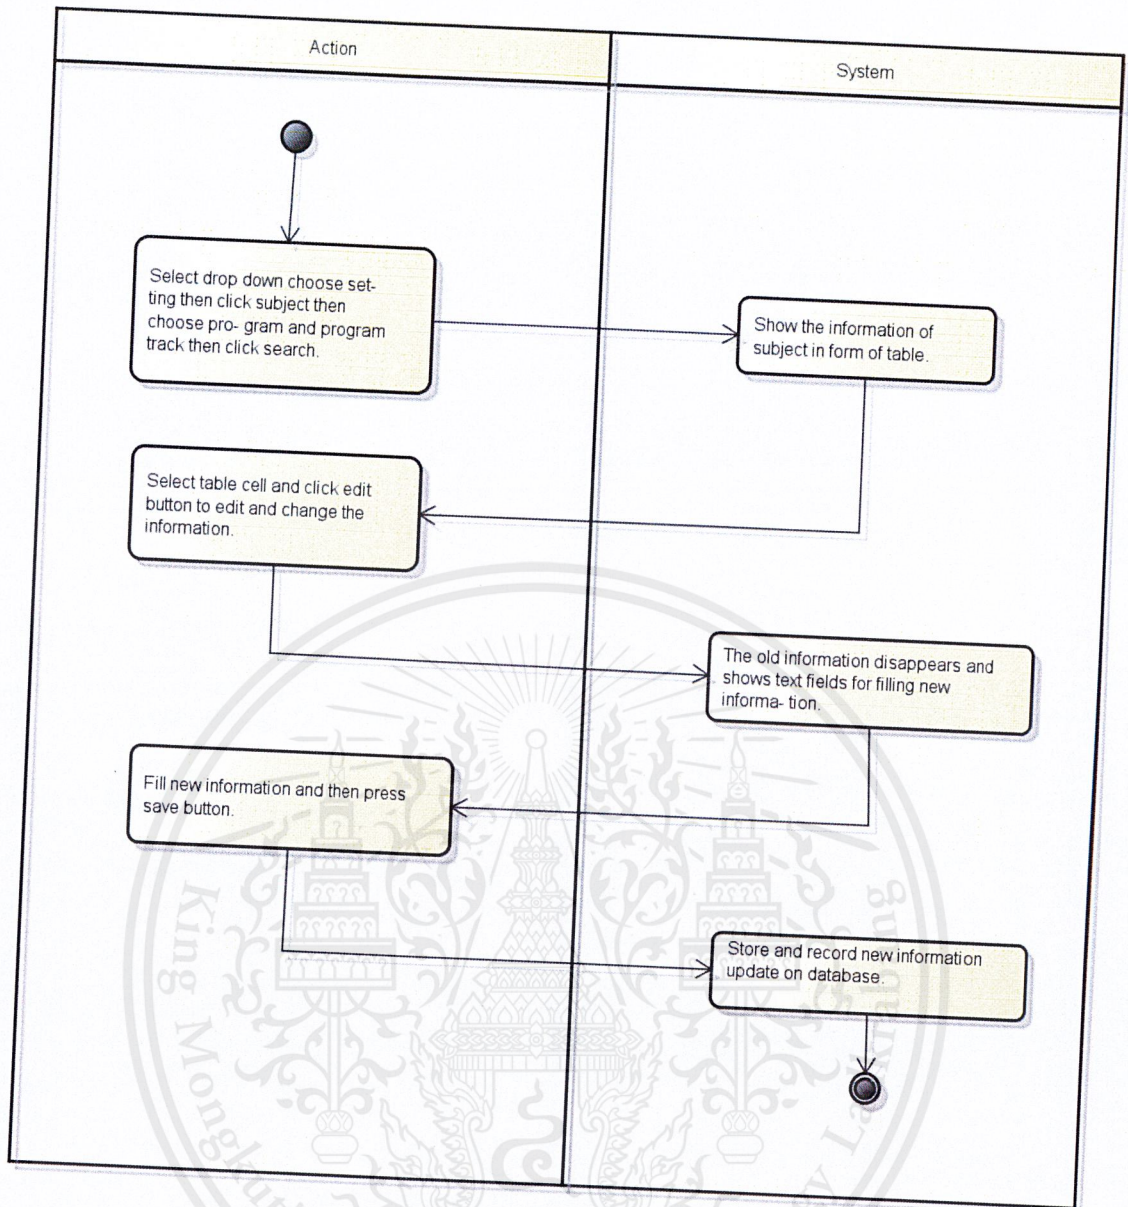 Action
System
Select drop down choose set-
ting then click subject then
choose pro- gram and program
track then click search.
Show the information of
subject in form of table.
Select table cell and click edit
button to edit and change the
information.
The old information disappears and
shows text fields for filling new
informa- tion.
Fill new information and then press
save button.
Store and record new information
update on database.
King